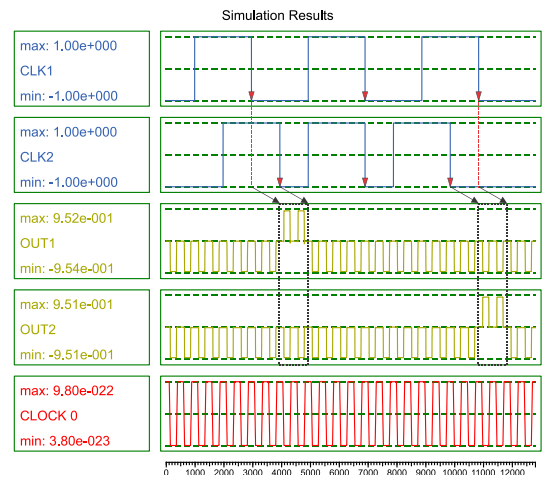 Simulation Results
max: 1.00e+000
CLK1
min: -1.00e+000
max: 1.00e+000
CLK2
min: -1.00e+000
max: 9.52e-001
OUT1
min: -9.54e-001
max: 9.51e-001
OUT2
min: -9.51e-001
max: 9.80e-022
CLOCK 0
min: 3.80e-023
0 1000 2000 3000 4000 5000 6000 7000 8000 9000 10000 11000 12000